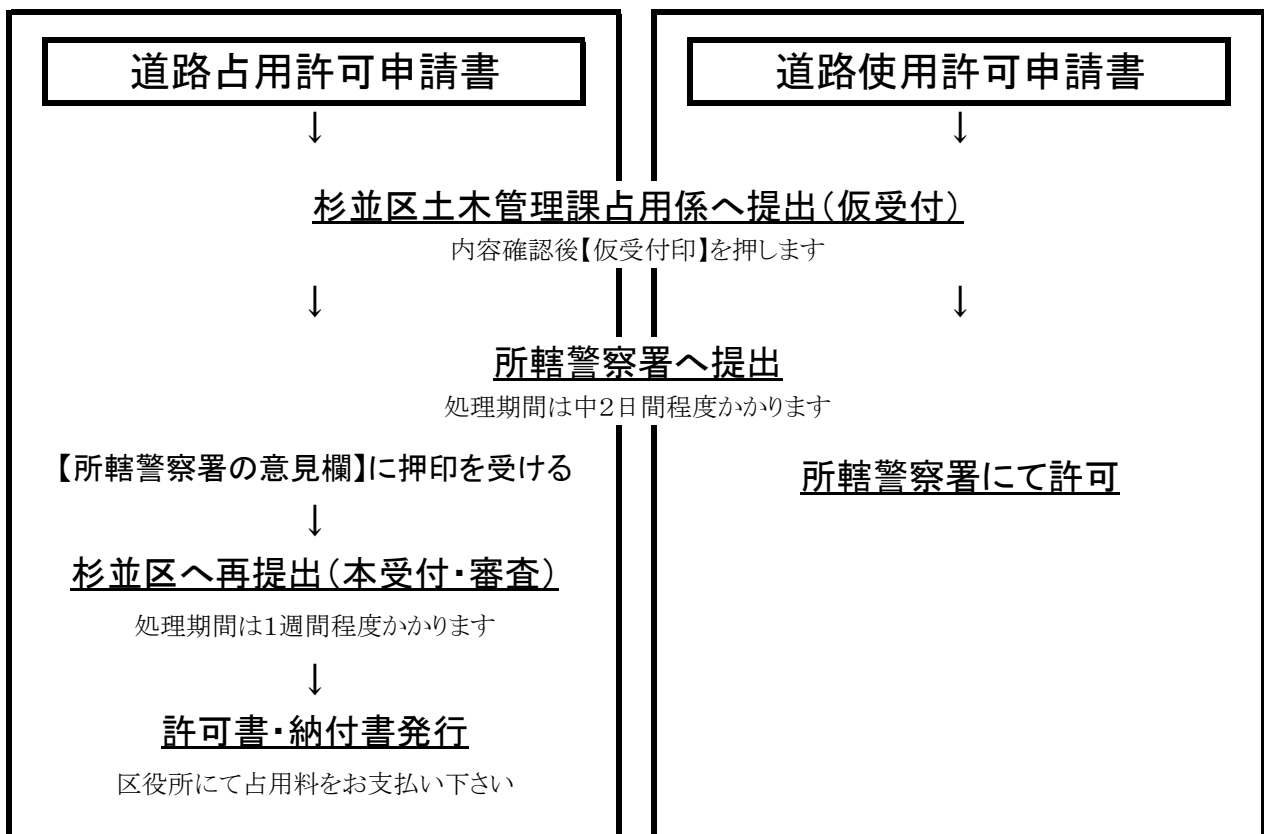 道路占用許可申請書
道路使用許可申請書
↓
↓
杉並区土木管理課占用係へ提出(仮受付)
内容確認後【仮受付印】を押します
↓
↓
所轄警察署へ提出
処理期間は中2日間程度かかります
【所轄警察署の意見欄】に押印を受ける
所轄警察署にて許可
↓
杉並区へ再提出(本受付・審査)
処理期間は1週間程度かかります
↓
許可書・納付書発行
区役所にて占用料をお支払い下さい